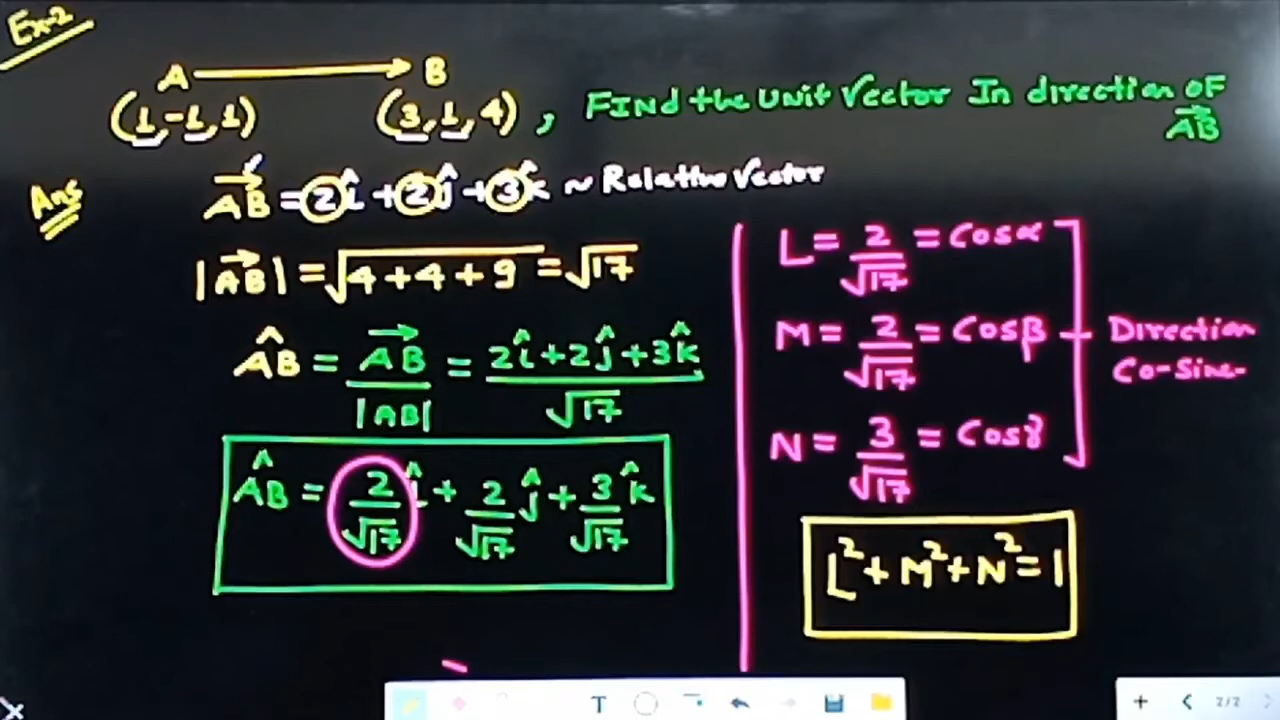 Ex-2
A → B
(1,-1,1) (3,1,4), FIND the UNIT Vector In direction OF
AB
Ans
AB = 2î + 2ĵ + 3k̂ ~ Relative Vector
|AB| = √4+4+9 = √17
ÂB = AB/|AB| = 2î+2ĵ+3k̂/√17
ÂB = 2/√17 î + 2/√17 ĵ + 3/√17 k̂
L = 2/√17 = Cosα
M = 2/√17 = Cosβ
Direction
Co-Sine-
N = 3/√17 = Cosγ
L²+M²+N²=1
T
2/2